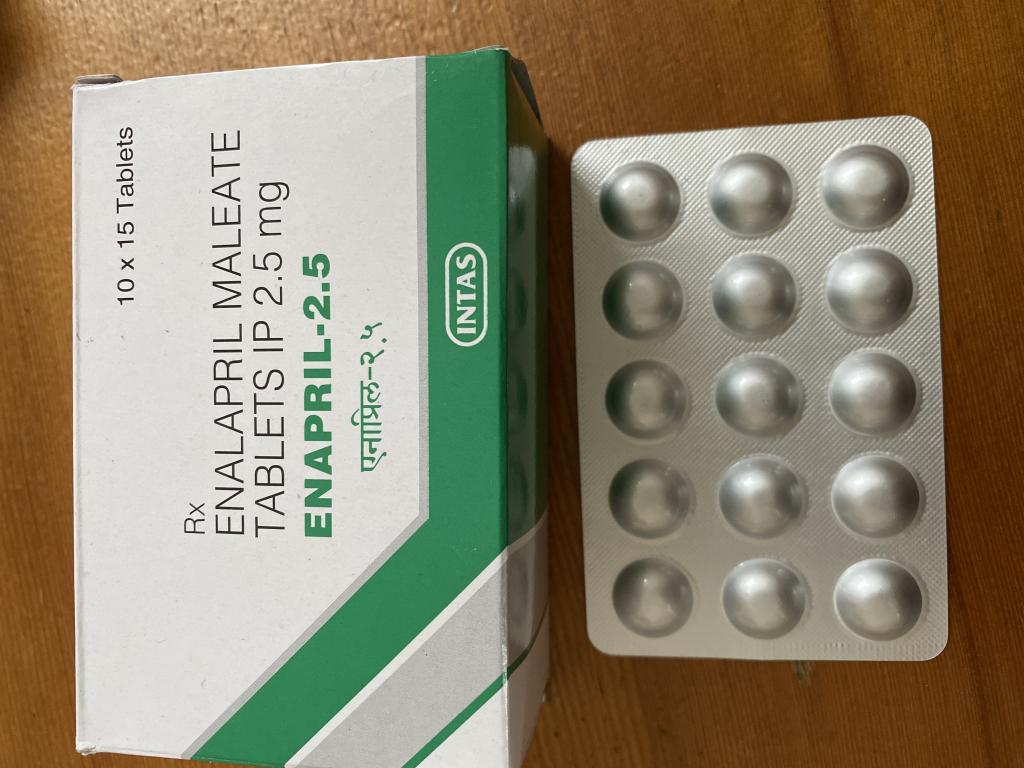 10 x 15 Tablets
Rx
ENALAPRIL MALEATE
TABLETS IP 2.5 mg
ENAPRIL-2.5
एनाप्रिल-२.५
INTAS